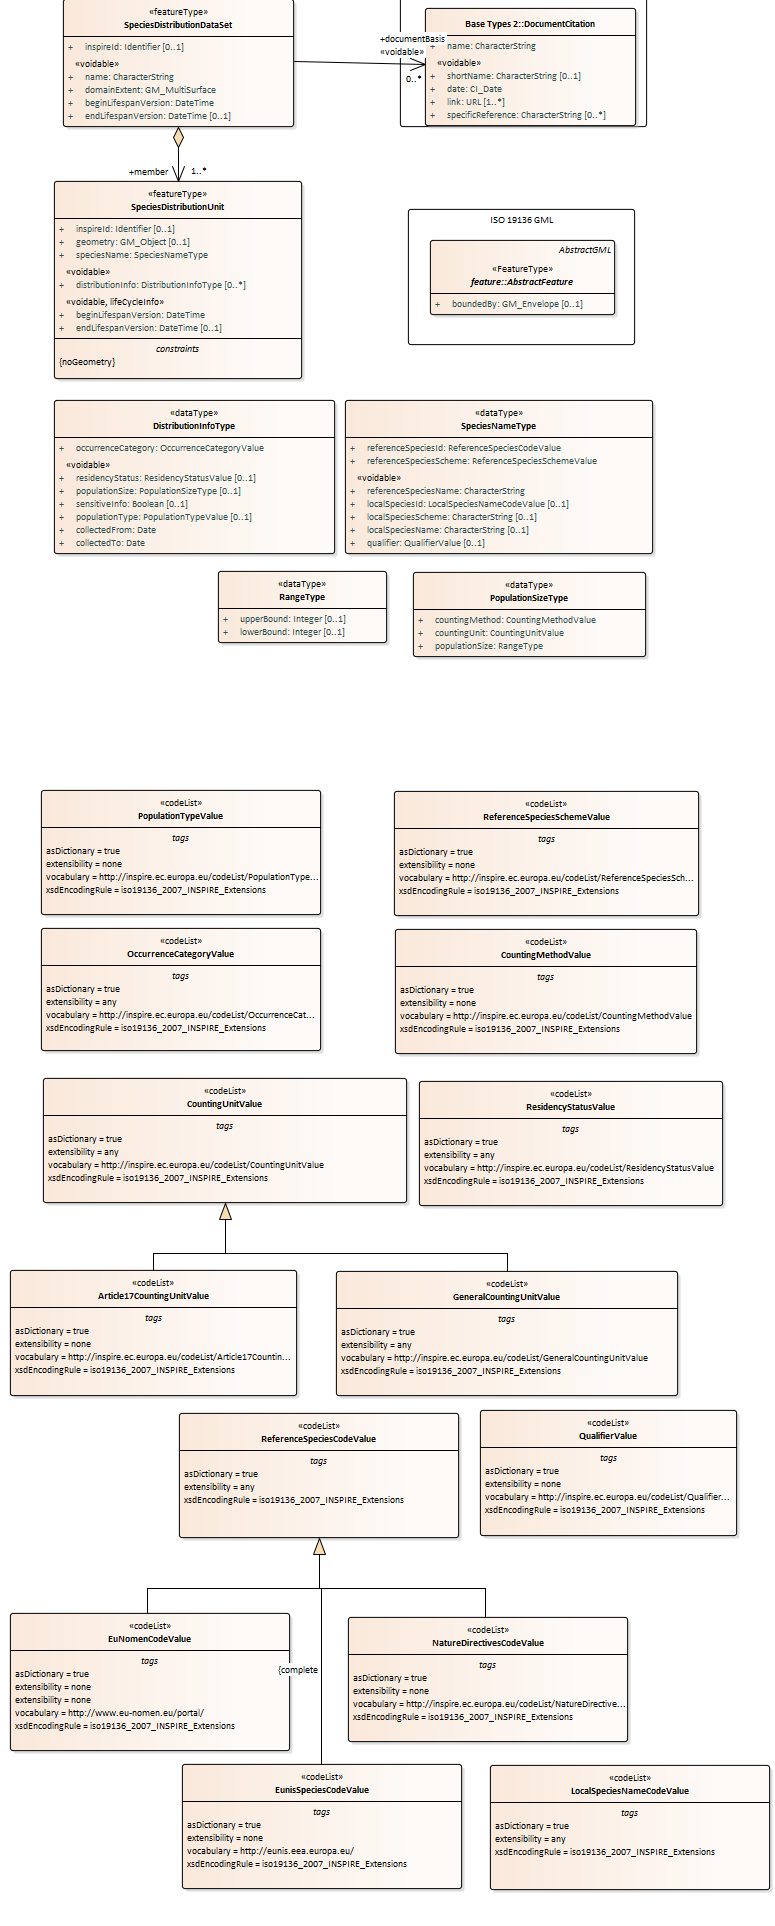 «featureType»
SpeciesDistributionDataSet
+ inspireId: Identifier [0..1]
«voidable»
+ name: CharacterString
+ domainExtent: GM_MultiSurface
+ beginLifespanVersion: DateTime
+ endLifespanVersion: DateTime [0..1]
+documentBasis
«voidable»
0..*
Base Types 2::DocumentCitation
+ name: CharacterString
«voidable»
+ shortName: CharacterString [0..1]
+ date: CI_Date
+ link: URL [1..*]
+ specificReference: CharacterString [0..*]
+member
1..*
«featureType»
SpeciesDistributionUnit
+ inspireId: Identifier [0..1]
+ geometry: GM_Object [0..1]
+ speciesName: SpeciesNameType
«voidable»
+ distributionInfo: DistributionInfoType [0..*]
«voidable, lifeCycleInfo»
+ beginLifespanVersion: DateTime
+ endLifespanVersion: DateTime [0..1]
constraints
{noGeometry}
ISO 19136 GML
AbstractGML
«FeatureType»
feature::AbstractFeature
+ boundedBy: GM_Envelope [0..1]
«dataType»
DistributionInfoType
+ occurrenceCategory: OccurrenceCategoryValue
«voidable»
+ residencyStatus: ResidencyStatusValue [0..1]
+ populationSize: PopulationSizeType [0..1]
+ sensitiveInfo: Boolean [0..1]
+ populationType: PopulationTypeValue [0..1]
+ collectedFrom: Date
+ collectedTo: Date
«dataType»
SpeciesNameType
+ referenceSpeciesId: ReferenceSpeciesCodeValue
+ referenceSpeciesScheme: ReferenceSpeciesSchemeValue
«voidable»
+ referenceSpeciesName: CharacterString
+ localSpeciesId: LocalSpeciesNameCodeValue [0..1]
+ localSpeciesScheme: CharacterString [0..1]
+ localSpeciesName: CharacterString [0..1]
+ qualifier: QualifierValue [0..1]
«dataType»
RangeType
+ upperBound: Integer [0..1]
+ lowerBound: Integer [0..1]
«dataType»
PopulationSizeType
+ countingMethod: CountingMethodValue
+ countingUnit: CountingUnitValue
+ populationSize: RangeType
«codeList»
PopulationTypeValue
tags
asDictionary = true
extensibility = none
vocabulary = http://inspire.ec.europa.eu/codeList/PopulationType...
xsdEncodingRule = iso19136_2007_INSPIRE_Extensions
«codeList»
ReferenceSpeciesSchemeValue
tags
asDictionary = true
extensibility = none
vocabulary = http://inspire.ec.europa.eu/codeList/ReferenceSpeciesSch...
xsdEncodingRule = iso19136_2007_INSPIRE_Extensions
«codeList»
OccurrenceCategoryValue
tags
asDictionary = true
extensibility = any
vocabulary = http://inspire.ec.europa.eu/codeList/OccurrenceCat...
xsdEncodingRule = iso19136_2007_INSPIRE_Extensions
«codeList»
CountingMethodValue
tags
asDictionary = true
extensibility = none
vocabulary = http://inspire.ec.europa.eu/codeList/CountingMethodValue
xsdEncodingRule = iso19136_2007_INSPIRE_Extensions
«codeList»
CountingUnitValue
tags
asDictionary = true
extensibility = any
vocabulary = http://inspire.ec.europa.eu/codeList/CountingUnitValue
xsdEncodingRule = iso19136_2007_INSPIRE_Extensions
«codeList»
ResidencyStatusValue
tags
asDictionary = true
extensibility = any
vocabulary = http://inspire.ec.europa.eu/codeList/ResidencyStatusValue
xsdEncodingRule = iso19136_2007_INSPIRE_Extensions
«codeList»
Article17CountingUnitValue
tags
asDictionary = true
extensibility = none
vocabulary = http://inspire.ec.europa.eu/codeList/Article17Countin...
xsdEncodingRule = iso19136_2007_INSPIRE_Extensions
«codeList»
GeneralCountingUnitValue
tags
asDictionary = true
extensibility = any
vocabulary = http://inspire.ec.europa.eu/codeList/GeneralCountingUnitValue
xsdEncodingRule = iso19136_2007_INSPIRE_Extensions
«codeList»
ReferenceSpeciesCodeValue
tags
asDictionary = true
extensibility = any
xsdEncodingRule = iso19136_2007_INSPIRE_Extensions
«codeList»
QualifierValue
tags
asDictionary = true
extensibility = none
vocabulary = http://inspire.ec.europa.eu/codeList/Qualifier...
xsdEncodingRule = iso19136_2007_INSPIRE_Extensions
«codeList»
EuNomenCodeValue
tags
asDictionary = true
extensibility = none
extensibility = none
vocabulary = http://www.eu-nomen.eu/portal/
xsdEncodingRule = iso19136_2007_INSPIRE_Extensions
{complete
«codeList»
NatureDirectivesCodeValue
tags
asDictionary = true
extensibility = none
vocabulary = http://inspire.ec.europa.eu/codeList/NatureDirective...
xsdEncodingRule = iso19136_2007_INSPIRE_Extensions
«codeList»
EunisSpeciesCodeValue
tags
asDictionary = true
extensibility = none
vocabulary = http://eunis.eea.europa.eu/
xsdEncodingRule = iso19136_2007_INSPIRE_Extensions
«codeList»
LocalSpeciesNameCodeValue
tags
asDictionary = true
extensibility = any
xsdEncodingRule = iso19136_2007_INSPIRE_Extensions